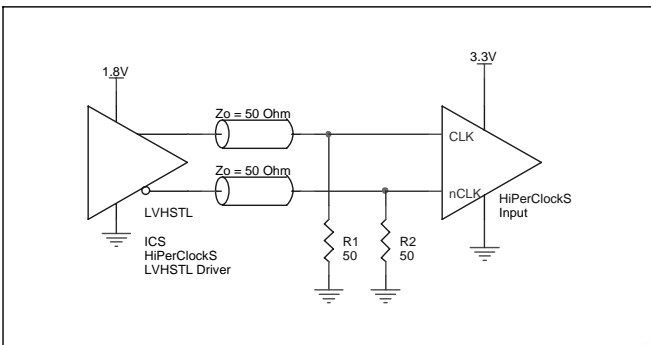 1.8V
3.3V
Zo = 50 Ohm
CLK
Zo = 50 Ohm
nCLK
HiPerClockS
Input
LVHSTL
ICS
HiPerClockS
LVHSTL Driver
R1
50
R2
50